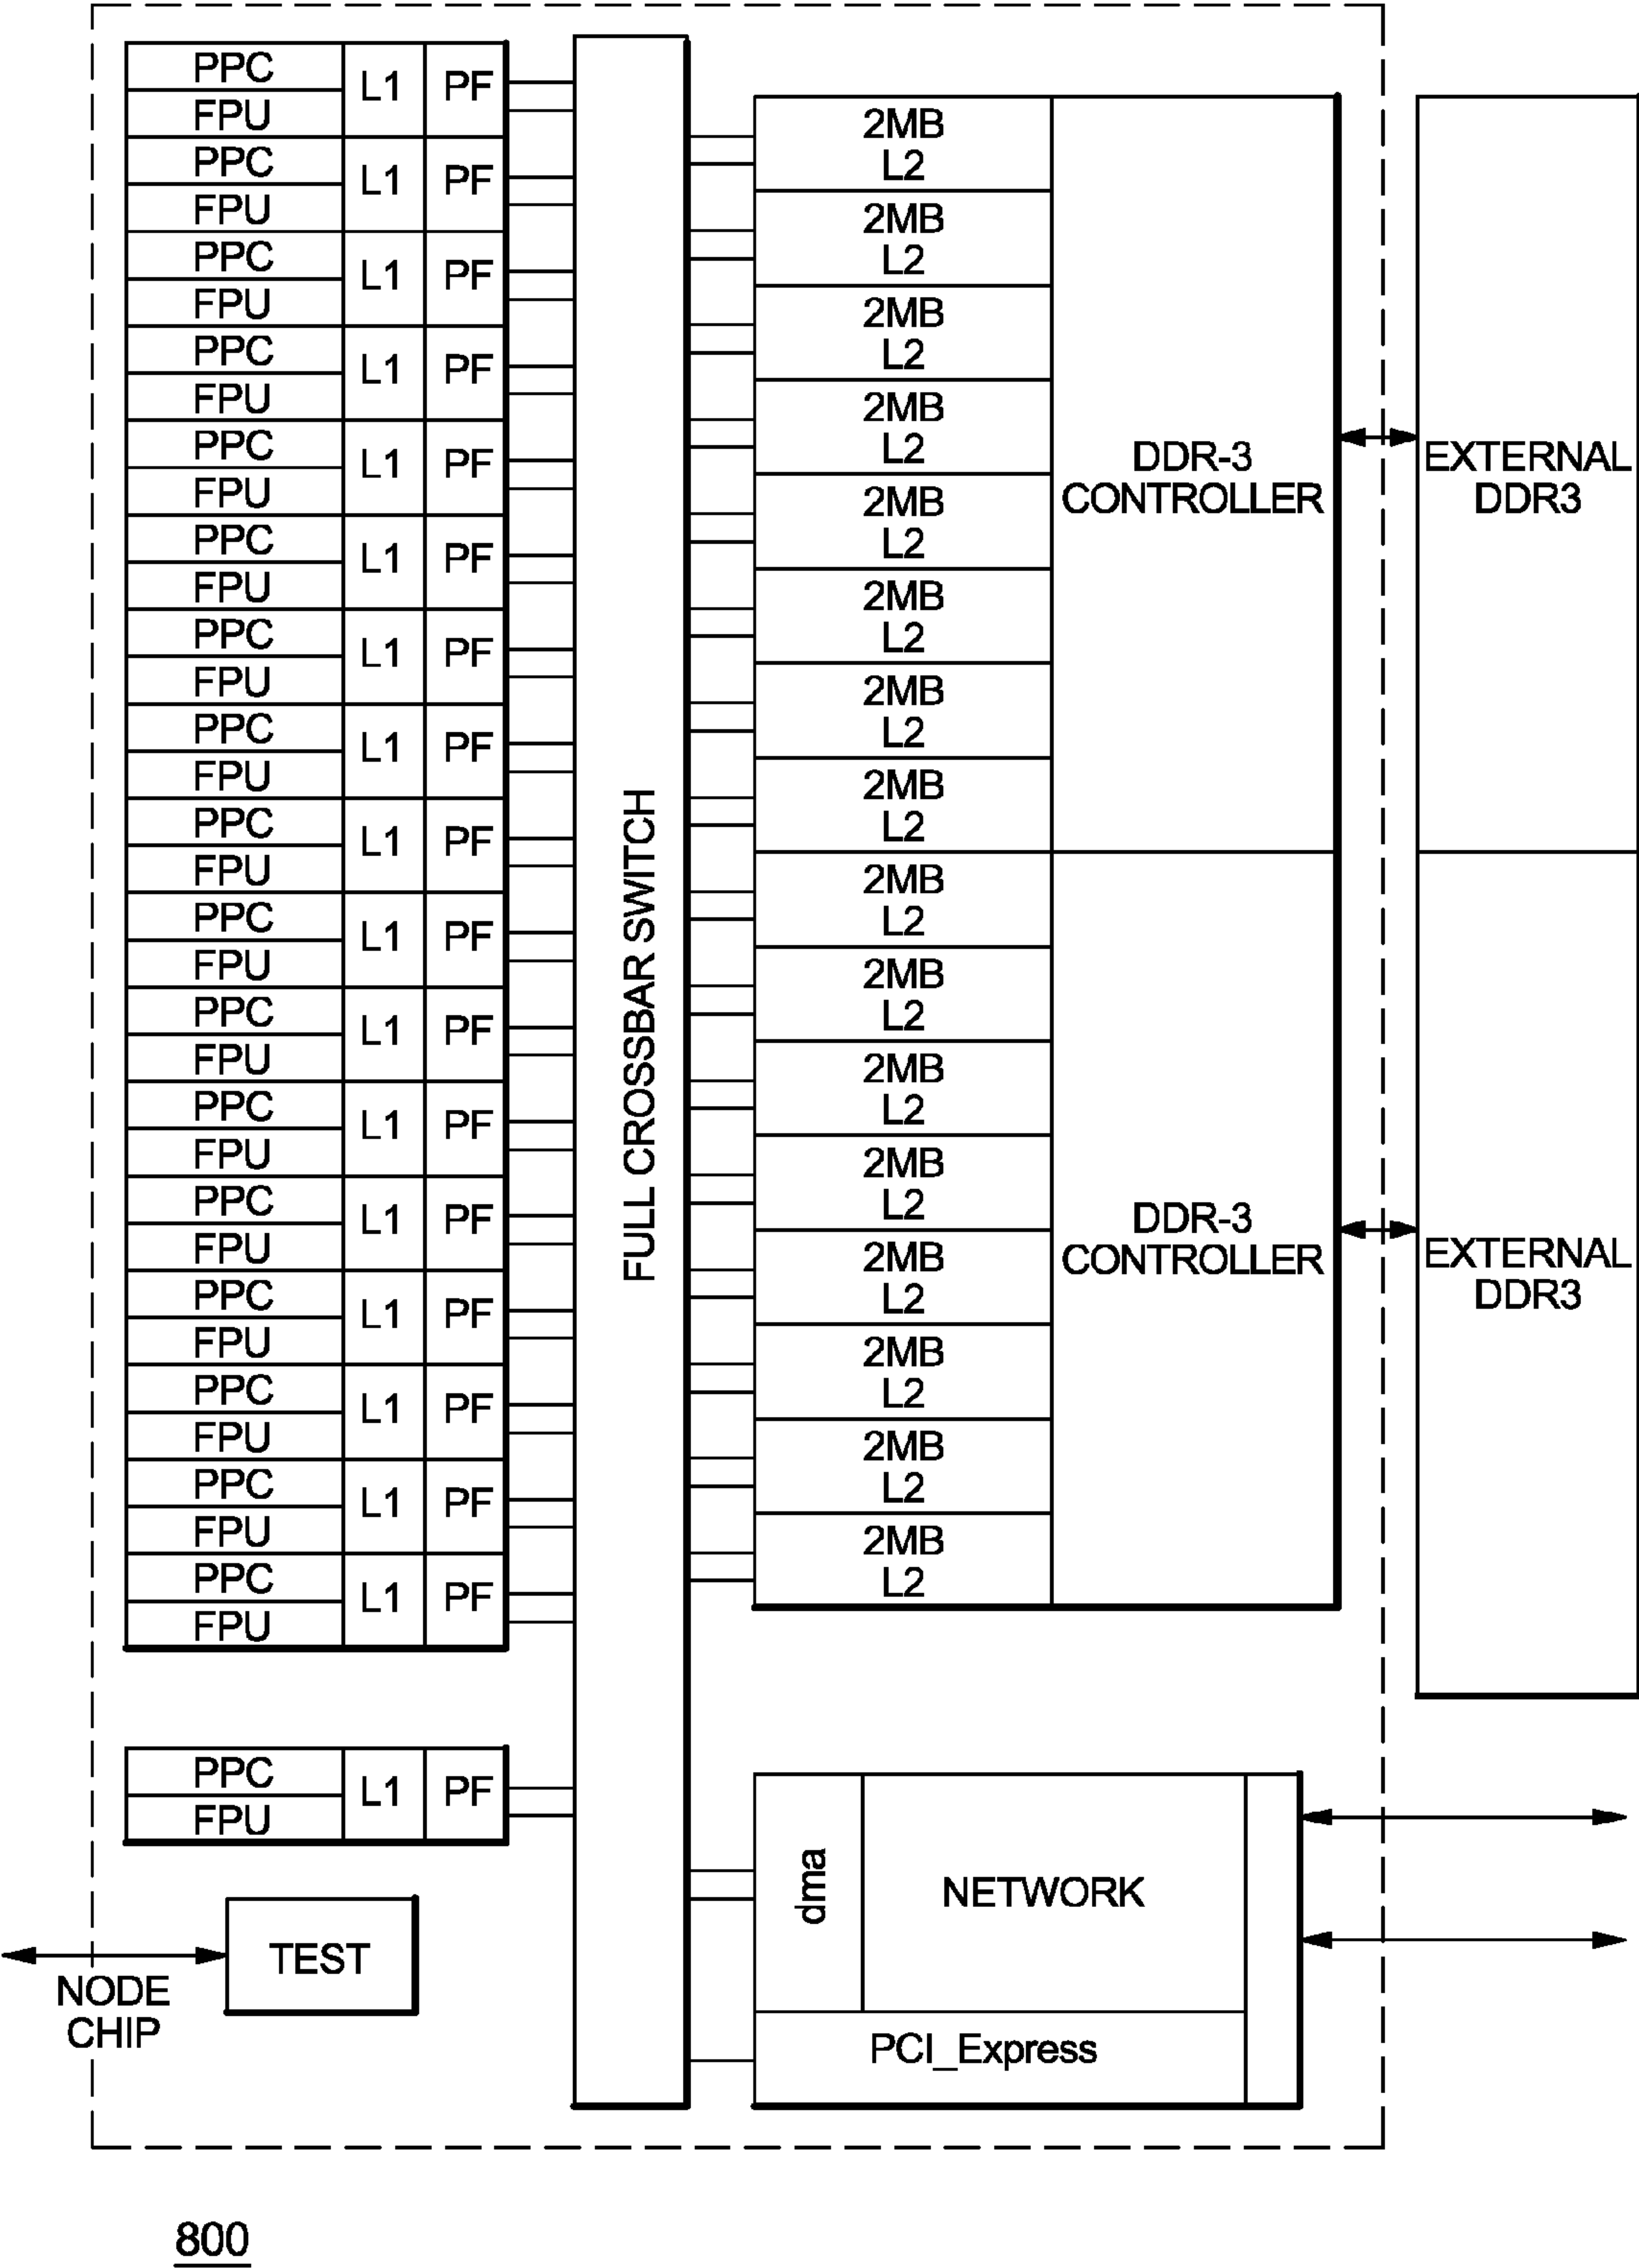 PPC
L1 PF
FPU
PPC
L1 PF
FPU
PPC
L1 PF
FPU
PPC
L1 PF
FPU
PPC
L1 PF
FPU
PPC
L1 PF
FPU
PPC
L1 PF
FPU
PPC
L1 PF
FPU
PPC
L1 PF
FPU
PPC
L1 PF
FPU
PPC
L1 PF
FPU
PPC
L1 PF
FPU
PPC
L1 PF
FPU
PPC
L1 PF
FPU
PPC
L1 PF
FPU
PPC
L1 PF
FPU
PPC
L1 PF
FPU
PPC
L1 PF
FPU
TEST
NODE
CHIP
FULL CROSSBAR SWITCH
2MB
L2
2MB
L2
2MB
L2
2MB
L2
2MB
L2
2MB
L2
2MB
L2
2MB
L2
2MB
L2
2MB
L2
2MB
L2
2MB
L2
2MB
L2
2MB
L2
2MB
L2
2MB
L2
DDR-3
CONTROLLER
DDR-3
CONTROLLER
EXTERNAL
DDR3
EXTERNAL
DDR3
dma
NETWORK
PCI_Express
800